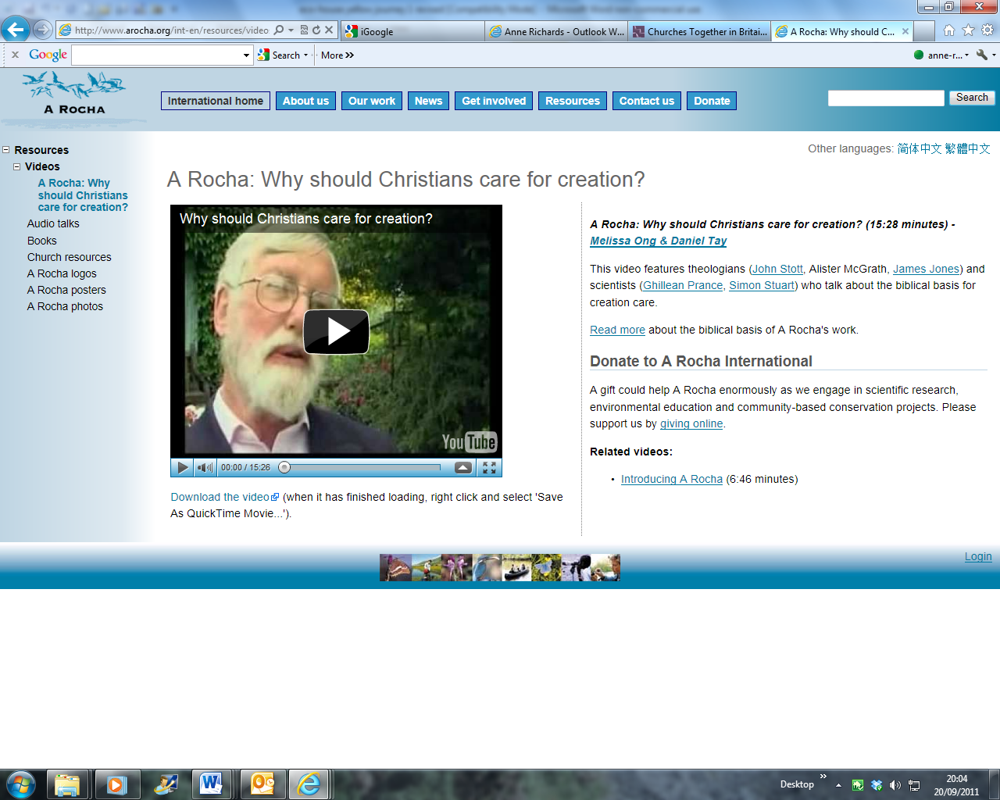 http://www.arocha.org/int-en/resources/video
iGoogle
Anne Richards - Outlook W...
Churches Together in Britai...
A Rocha: Why should C...
Google
Search
More »
anne-r...
A ROCHA
International home
About us
Our work
News
Get involved
Resources
Contact us
Donate
Search
Resources
Videos
A Rocha: Why
should Christians
care for creation?
Audio talks
Books
Church resources
A Rocha logos
A Rocha posters
A Rocha photos
Other languages: 简体中文 繁體中文
A Rocha: Why should Christians care for creation?
Why should Christians care for creation?
YouTube
00:00 / 15:26
Download the video (when it has finished loading, right click and select 'Save
As QuickTime Movie...').
A Rocha: Why should Christians care for creation? (15:28 minutes) -
Melissa Ong & Daniel Tay
This video features theologians (John Stott, Alister McGrath, James Jones) and
scientists (Ghillean Prance, Simon Stuart) who talk about the biblical basis for
creation care.
Read more about the biblical basis of A Rocha's work.
Donate to A Rocha International
A gift could help A Rocha enormously as we engage in scientific research,
environmental education and community-based conservation projects. Please
support us by giving online.
Related videos:
• Introducing A Rocha (6:46 minutes)
Login
Desktop
20:04
20/09/2011